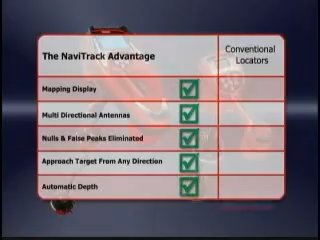 The NaviTrack Advantage
Conventional
Locators
Mapping Display
Multi Directional Antennas
Nulls & False Peaks Eliminated
Approach Target From Any Direction
Automatic Depth